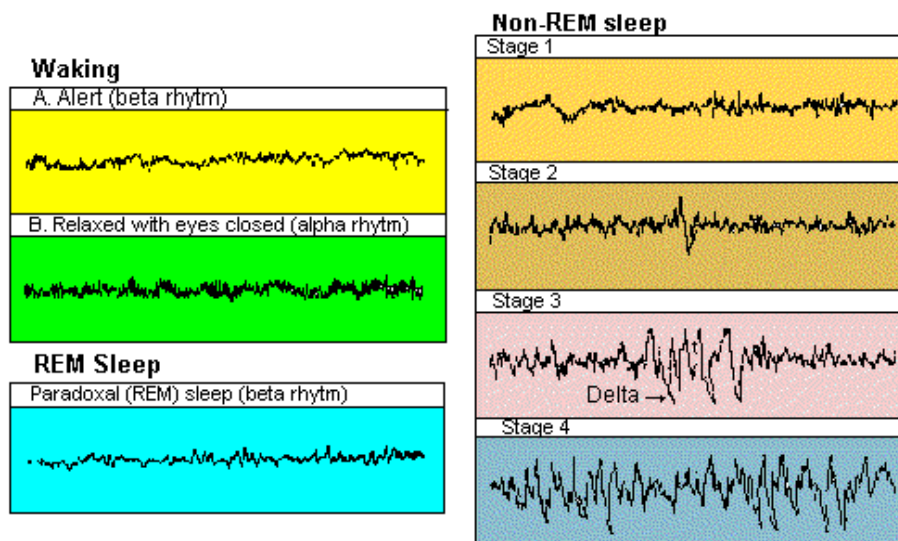 Waking
A. Alert (beta rhytm)
B. Relaxed with eyes closed (alpha rhytm)
REM Sleep
Paradoxal (REM) sleep (beta rhytm)
Non-REM sleep
Stage 1
Stage 2
Stage 3
Delta →
Stage 4